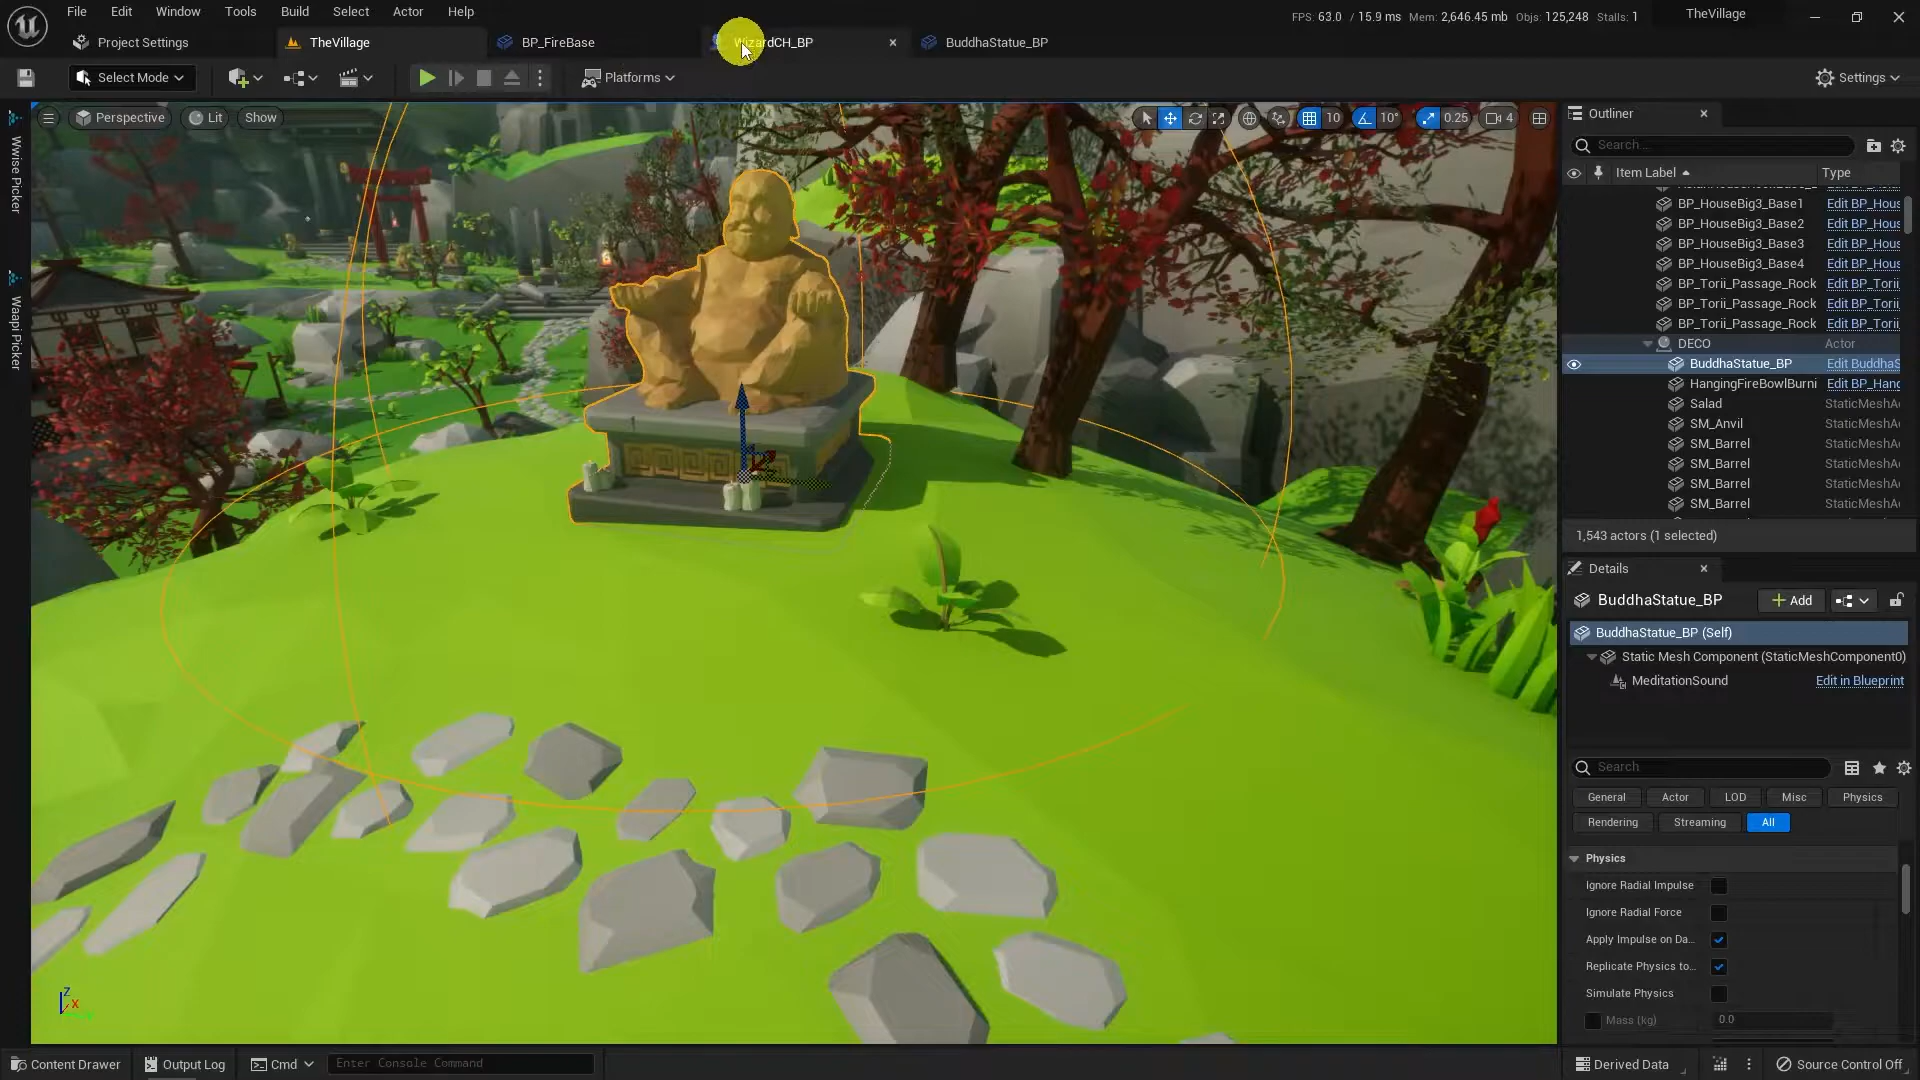 File Edit Window Tools Build Select Actor Help
FPS: 63.0 / 15.9 ms Mem: 2,646.45 mb Objs: 125,248 Stalls: 1
TheVillage
Project Settings
TheVillage
BP_FireBase
WizardCH_BP
BuddhaStatue_BP
Select Mode
Platforms
Settings
Perspective
Lit
Show
10
10°
0.25
4
Wwise Picker
Waapi Picker
Outliner
Search...
Item Label
Type
BP_HouseBig3_Base1 Edit BP_Hous
BP_HouseBig3_Base2 Edit BP_Hous
BP_HouseBig3_Base3 Edit BP_Hous
BP_HouseBig3_Base4 Edit BP_Hous
BP_Torii_Passage_Rock Edit BP_Torii
BP_Torii_Passage_Rock Edit BP_Torii
BP_Torii_Passage_Rock Edit BP_Torii
DECO Actor
BuddhaStatue_BP Edit BuddhaS
HangingFireBowlBurni Edit BP_Hang
Salad StaticMeshA
SM_Anvil StaticMeshA
SM_Barrel StaticMeshA
SM_Barrel StaticMeshA
SM_Barrel StaticMeshA
SM_Barrel StaticMeshA
1,543 actors (1 selected)
Details
BuddhaStatue_BP
Add
BuddhaStatue_BP (Self)
Static Mesh Component (StaticMeshComponent0)
MeditationSound Edit in Blueprint
Search
General Actor LOD Misc Physics
Rendering Streaming All
Physics
Ignore Radial Impulse
Ignore Radial Force
Apply Impulse on Da...
Replicate Physics to...
Simulate Physics
Mass (kg) 0.0
Z
X
Content Drawer
Output Log
Cmd
Enter Console Command
Derived Data
Source Control Off